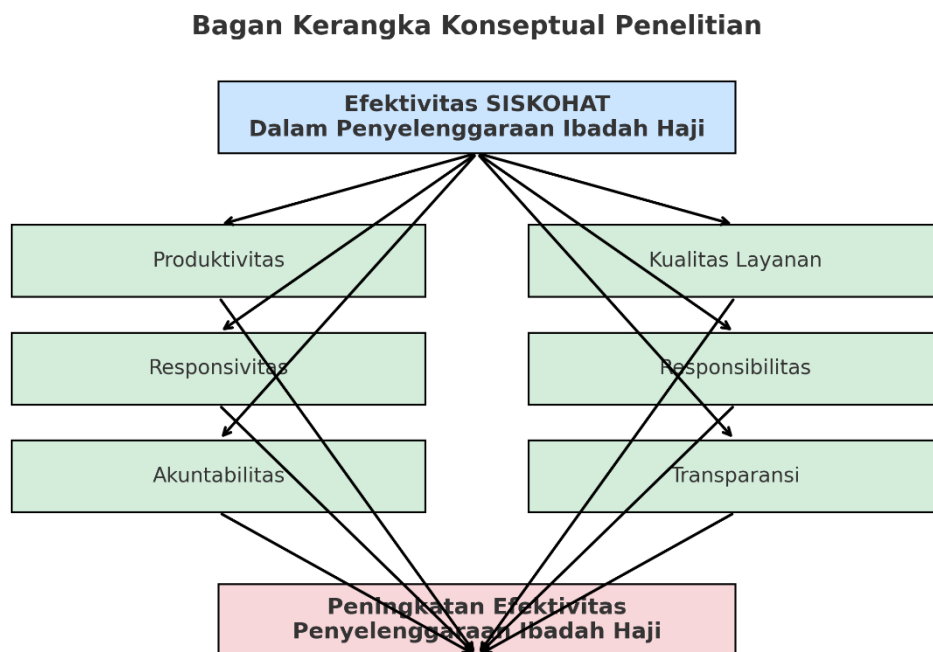 Bagan Kerangka Konseptual Penelitian
Efektivitas SISKOHAT
Dalam Penyelenggaraan Ibadah Haji
Produktivitas
Kualitas Layanan
Responsivitas
Responsibilitas
Akuntabilitas
Transparansi
Peningkatan Efektivitas
Penyelenggaraan Ibadah Haji